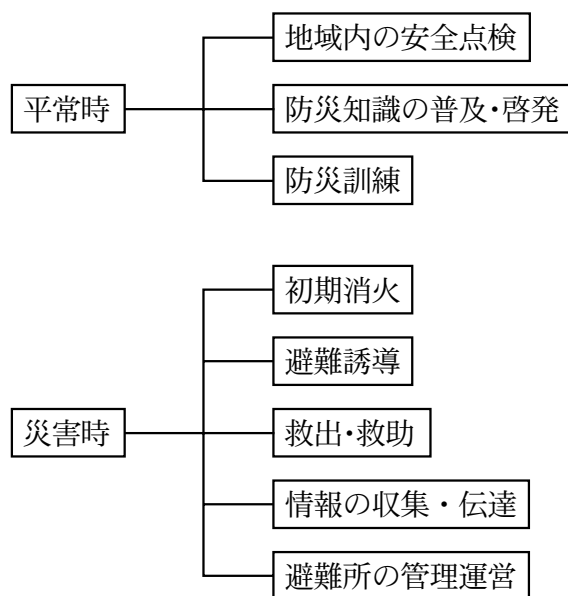 平常時
地域内の安全点検
防災知識の普及・啓発
防災訓練
災害時
初期消火
避難誘導
救出・救助
情報の収集・伝達
避難所の管理運営